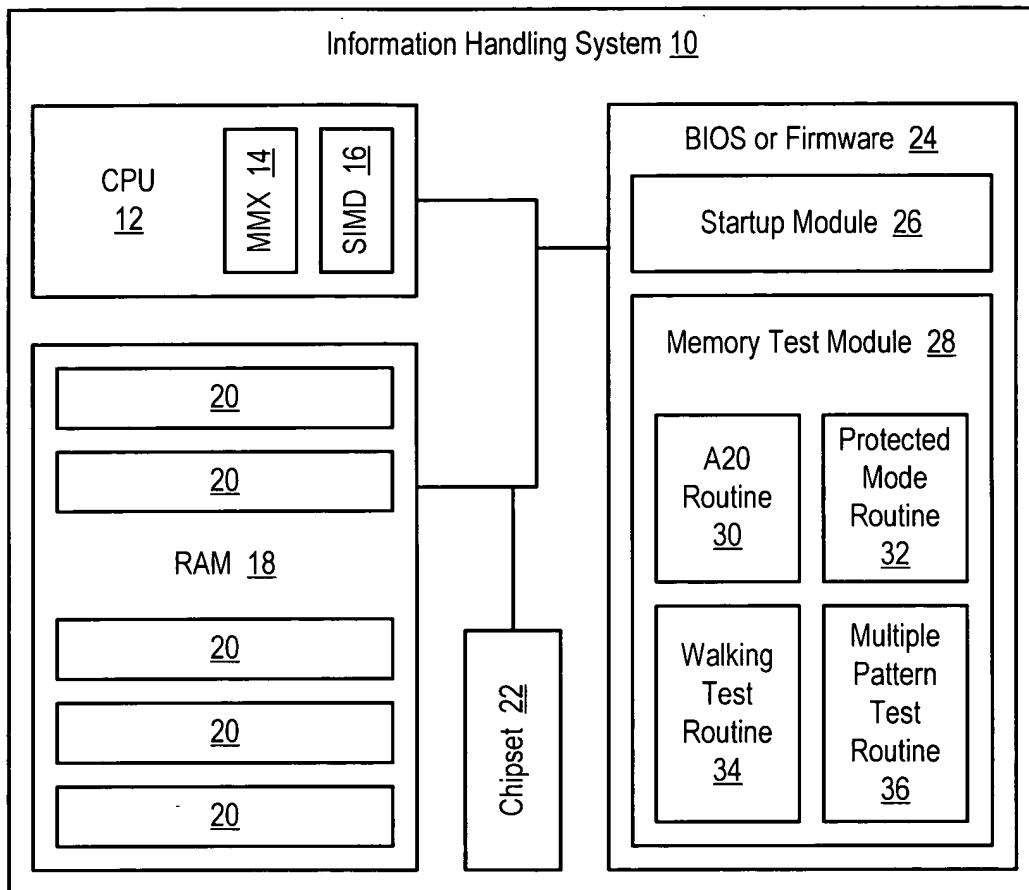 Information Handling System 10
CPU
12
MMX 14
SIMD 16
RAM 18
20
20
20
20
20
Chipset 22
BIOS or Firmware 24
Startup Module 26
Memory Test Module 28
A20
Routine
30
Protected
Mode
Routine
32
Walking
Test
Routine
34
Multiple
Pattern
Test
Routine
36